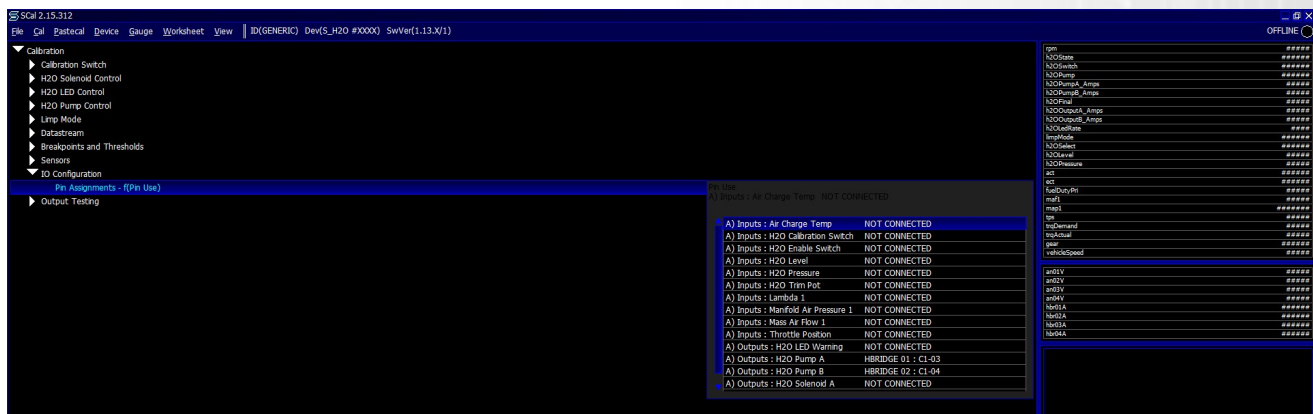 SCal 2.15.312
File Cal Pastecal Device Gauge Worksheet View ID(GENERIC) Dev(S_H2O #XXXX) SwVer(1.13.X/1)
OFFLINE
Calibration
Calibration Switch
H2O Solenoid Control
H2O LED Control
H2O Pump Control
Limp Mode
Datastream
Breakpoints and Thresholds
Sensors
IO Configuration
Pin Assignments - f(Pin Use)
Output Testing
Pin Use
A) Inputs : Air Charge Temp NOT CONNECTED
A) Inputs : Air Charge Temp NOT CONNECTED
A) Inputs : H2O Calibration Switch NOT CONNECTED
A) Inputs : H2O Enable Switch NOT CONNECTED
A) Inputs : H2O Level NOT CONNECTED
A) Inputs : H2O Pressure NOT CONNECTED
A) Inputs : H2O Trim Pot NOT CONNECTED
A) Inputs : Lambda 1 NOT CONNECTED
A) Inputs : Manifold Air Pressure 1 NOT CONNECTED
A) Inputs : Mass Air Flow 1 NOT CONNECTED
A) Inputs : Throttle Position NOT CONNECTED
A) Outputs : H2O LED Warning NOT CONNECTED
A) Outputs : H2O Pump A HBRIDGE 01 : C1-03
A) Outputs : H2O Pump B HBRIDGE 02 : C1-04
A) Outputs : H2O Solenoid A NOT CONNECTED
rpm #####
h2OState ######
h2OSwitch ######
h2OPump ######
h2OPumpA_Amps #####
h2OPumpB_Amps #####
h2OFinal #####
h2OOutputA_Amps #####
h2OOutputB_Amps #####
h2OLedRate ####
limpMode ######
h2OSelect ######
h2OLevel #####
h2OPressure #####
act ######
ect ######
fuelDutyPri #####
maf1 #####
map1 #######
tps #####
trqDemand #####
trqActual #####
gear ######
vehicleSpeed #####
an01V #####
an02V #####
an03V #####
an04V #####
hbr01A ######
hbr02A ######
hbr03A ######
hbr04A ######